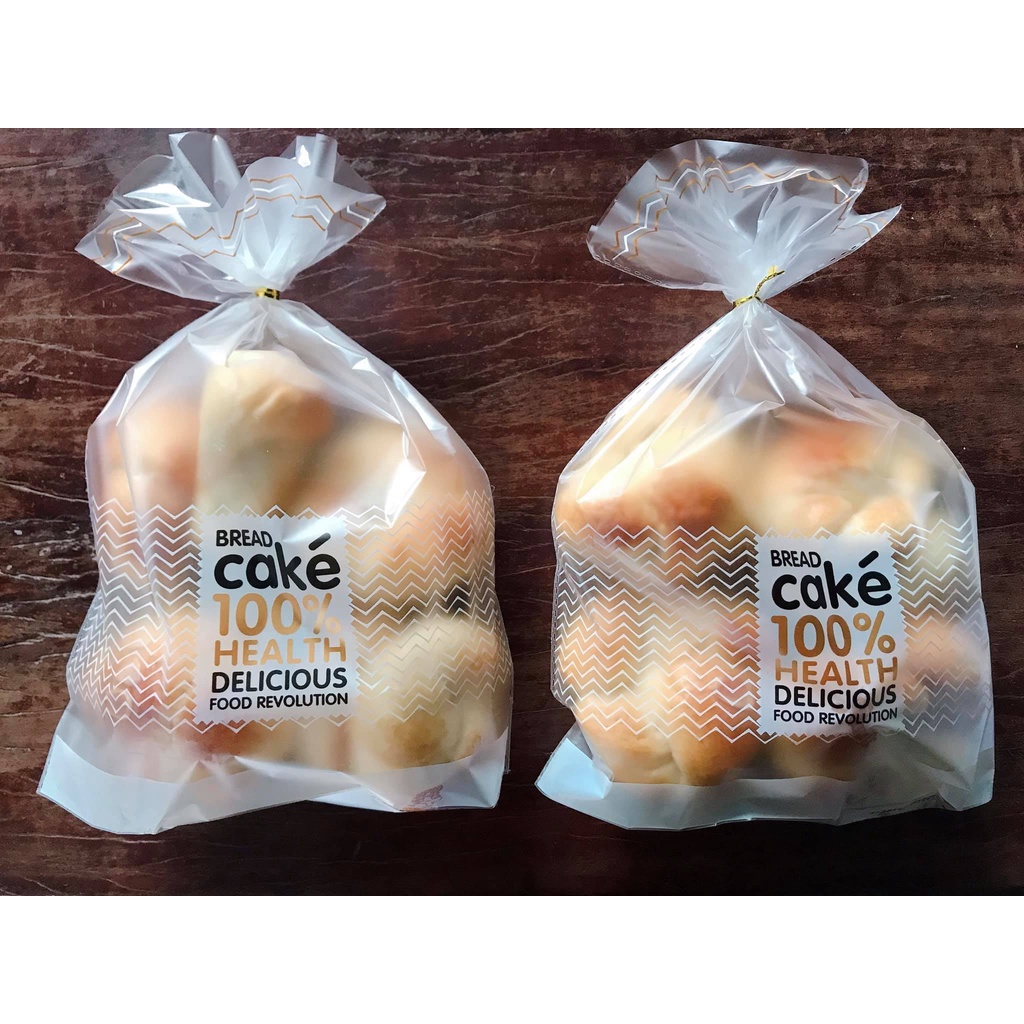 BREAD
caké
100%
HEALTH
DELICIOUS
FOOD REVOLUTION
BREAD
caké
100%
HEALTH
DELICIOUS
FOOD REVOLUTION